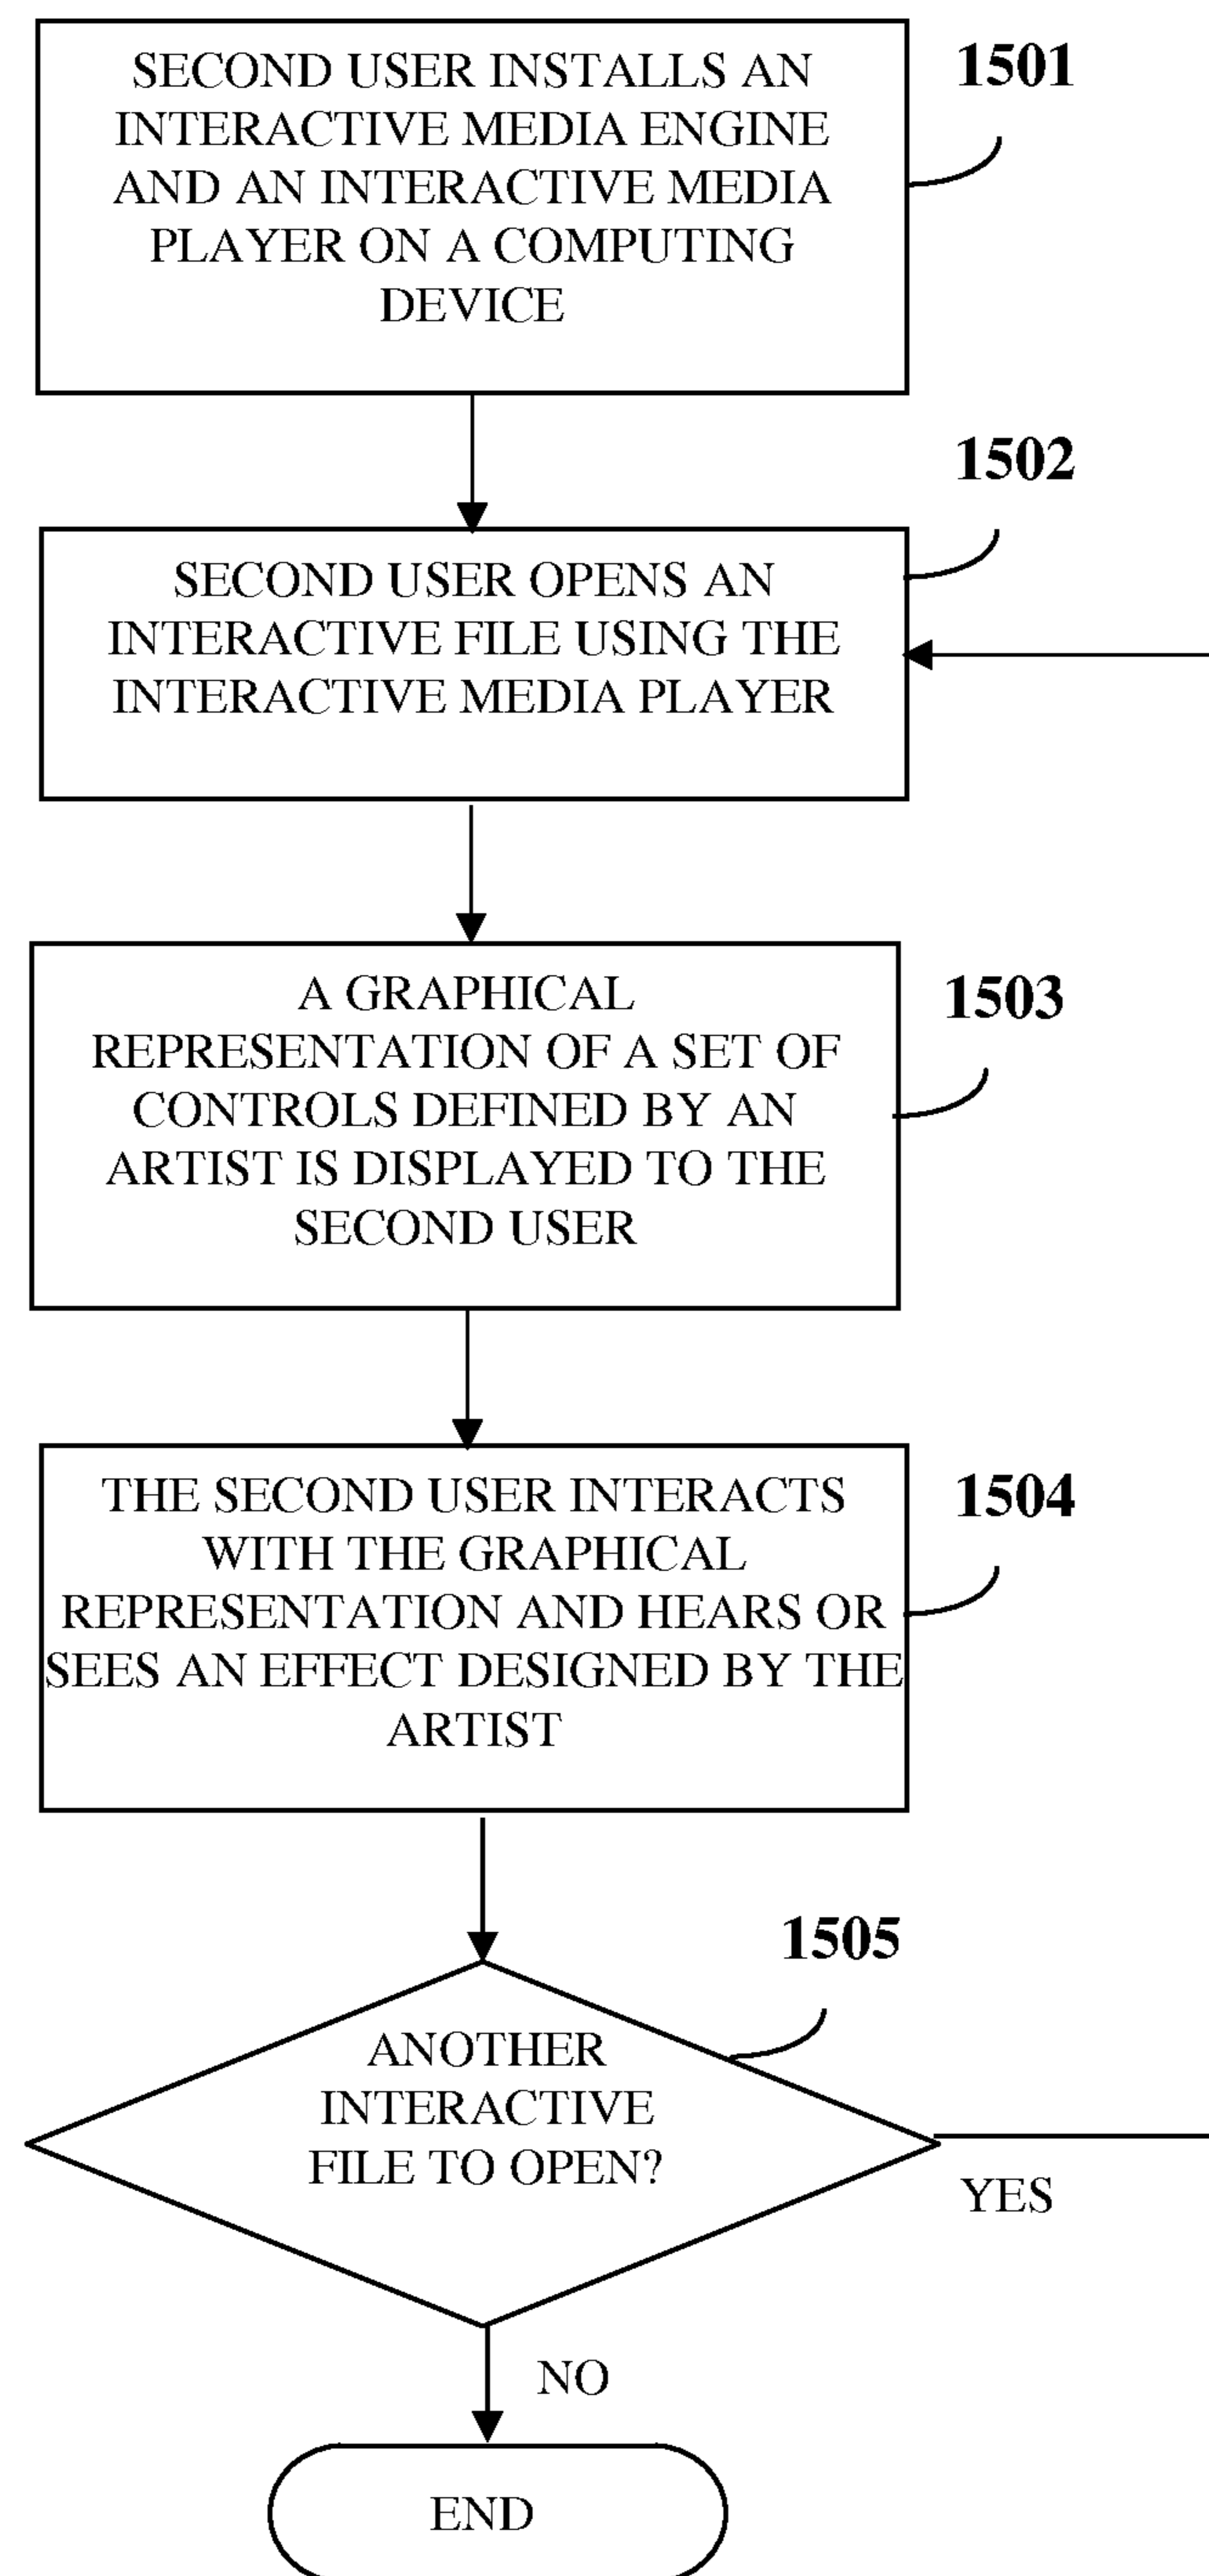 SECOND USER INSTALLS AN
INTERACTIVE MEDIA ENGINE
AND AN INTERACTIVE MEDIA
PLAYER ON A COMPUTING
DEVICE
1501
SECOND USER OPENS AN
INTERACTIVE FILE USING THE
INTERACTIVE MEDIA PLAYER
1502
A GRAPHICAL
REPRESENTATION OF A SET OF
CONTROLS DEFINED BY AN
ARTIST IS DISPLAYED TO THE
SECOND USER
1503
THE SECOND USER INTERACTS
WITH THE GRAPHICAL
REPRESENTATION AND HEARS OR
SEES AN EFFECT DESIGNED BY THE
ARTIST
1504
1505
ANOTHER
INTERACTIVE
FILE TO OPEN?
YES
NO
END